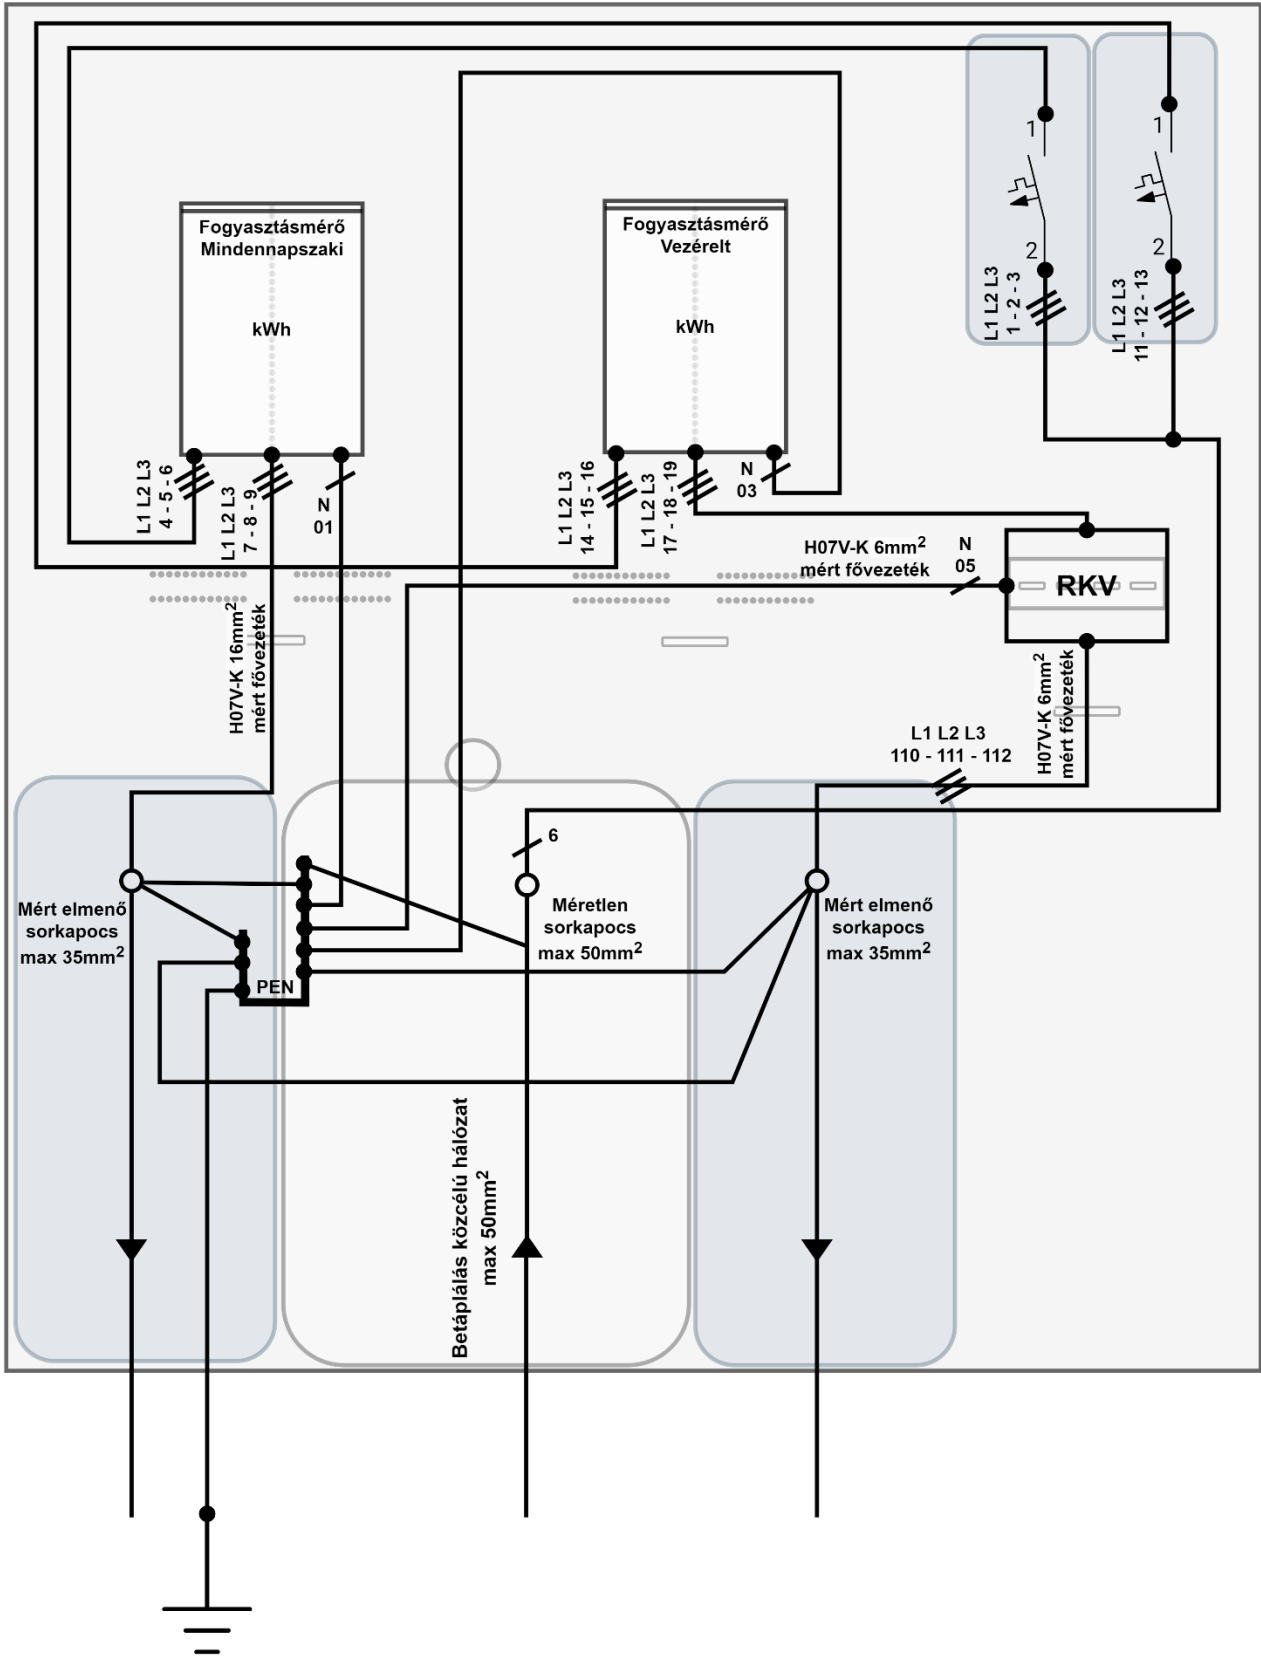 1
1
Fogyasztásmérő
Mindennapszaki
kWh
Fogyasztásmérő
Vezérelt
kWh
2
2
L1 L2 L3
1 - 2 - 3
L1 L2 L3
11 - 12 - 13
L1 L2 L3
4 - 5 - 6
L1 L2 L3
7 - 8 - 9
N
01
L1 L2 L3
14 - 15 - 16
L1 L2 L3
17 - 18 - 19
N
03
H07V-K 6mm²
mért fővezeték
N
05
RKV
H07V-K 16mm²
mért fővezeték
H07V-K 6mm²
mért fővezeték
L1 L2 L3
110 - 111 - 112
6
Mért elmenő
sorkapocs
max 35mm²
PEN
Méretlen
sorkapocs
max 50mm²
Mért elmenő
sorkapocs
max 35mm²
Betáplálás közcélú hálózat
max 50mm²